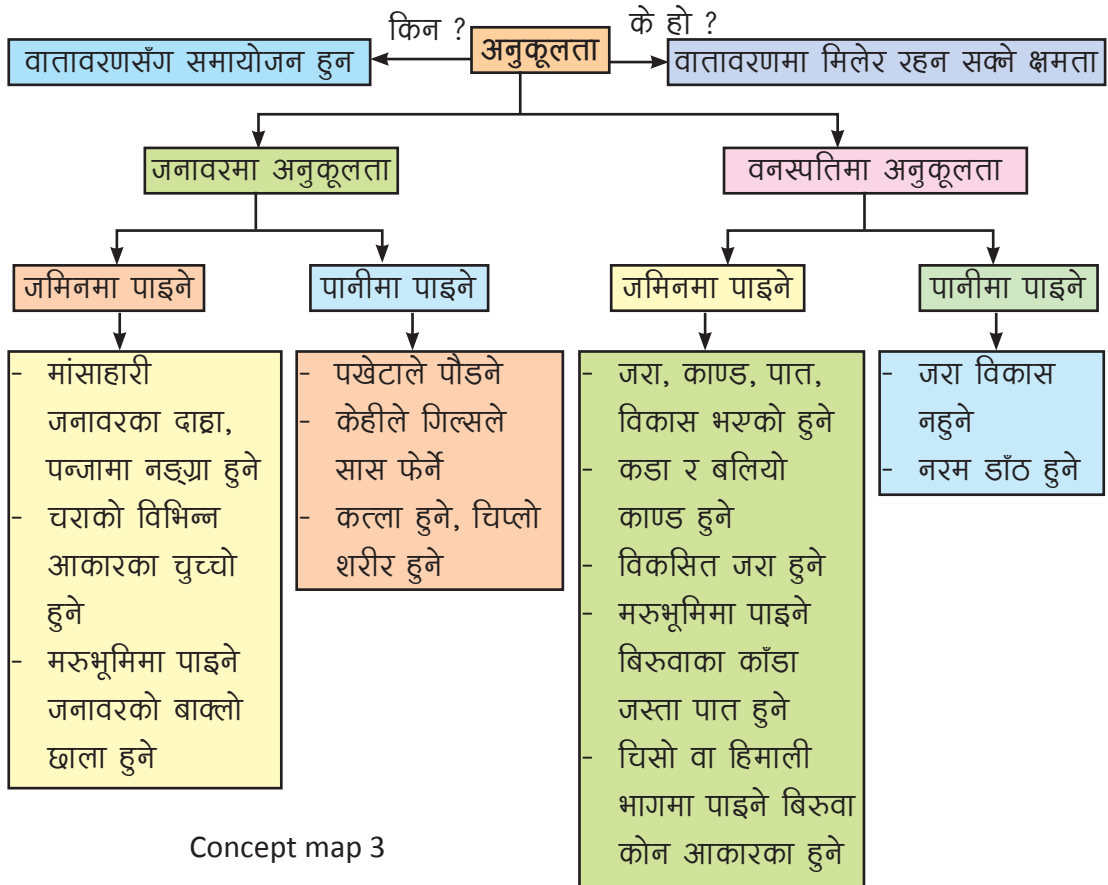 किन ?
के हो ?
अनुकूलता
वातावरणसँग समायोजन हुन
वातावरणमा मिलेर रहन सक्ने क्षमता
जनावरमा अनुकूलता
वनस्पतिमा अनुकूलता
जमिनमा पाइने
पानीमा पाइने
जमिनमा पाइने
पानीमा पाइने
- मांसाहारी
जनावरका दाह्रा,
पन्जामा नङ्ग्रा हुने
- चराको विभिन्न
आकारका चुच्चो
हुने
- मरुभूमिमा पाइने
जनावरको बाक्लो
छाला हुने
- पखेटाले पौडने
- केहीले गिल्सले
सास फेर्ने
- कत्ला हुने, चिप्लो
शरीर हुने
- जरा, काण्ड, पात,
विकास भएको हुने
- कडा र बलियो
काण्ड हुने
- विकसित जरा हुने
- मरुभूमिमा पाइने
बिरुवाका काँडा
जस्ता पात हुने
- चिसो वा हिमाली
भागमा पाइने बिरुवा
कोन आकारका हुने
- जरा विकास
नहुने
- नरम डाँठ हुने
Concept map 3